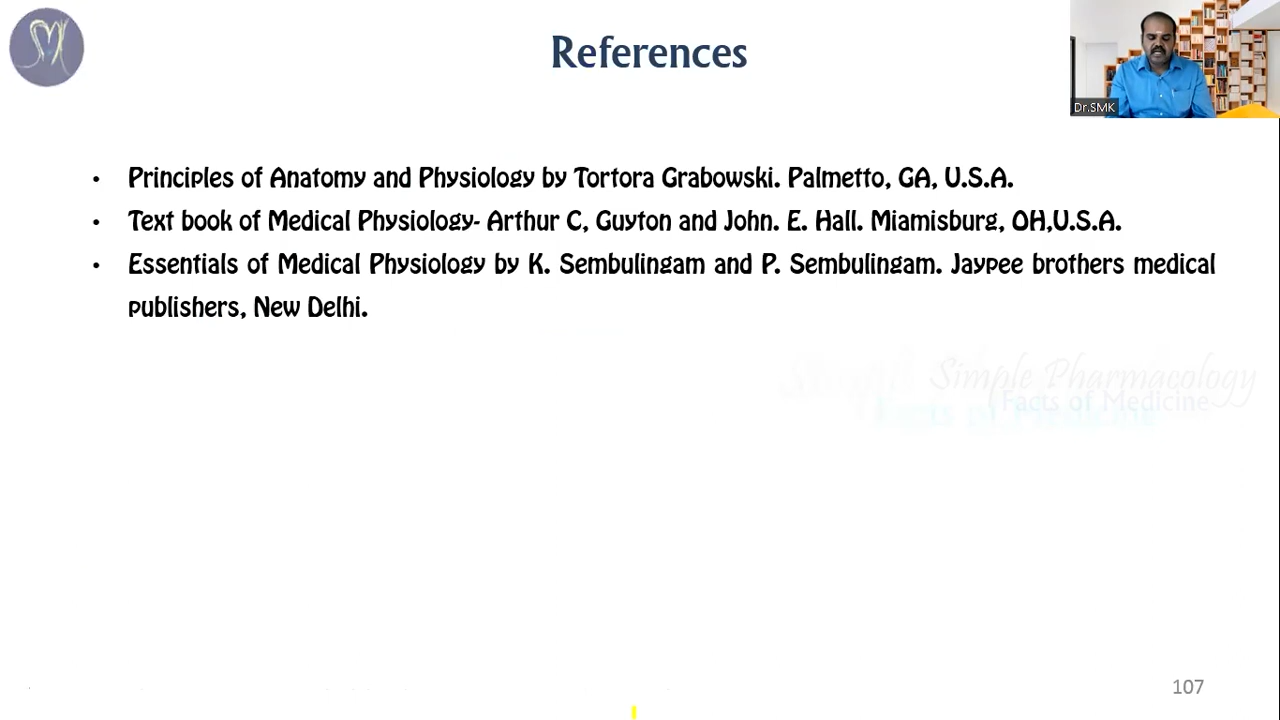 References
Dr.SMK
• Principles of Anatomy and Physiology by Tortora Grabowski. Palmetto, GA, U.S.A.
• Text book of Medical Physiology- Arthur C, Guyton and John. E. Hall. Miamisburg, OH,U.S.A.
• Essentials of Medical Physiology by K. Sembulingam and P. Sembulingam. Jaypee brothers medical
publishers, New Delhi.
Simple Pharmacology
Facts of Medicine
107